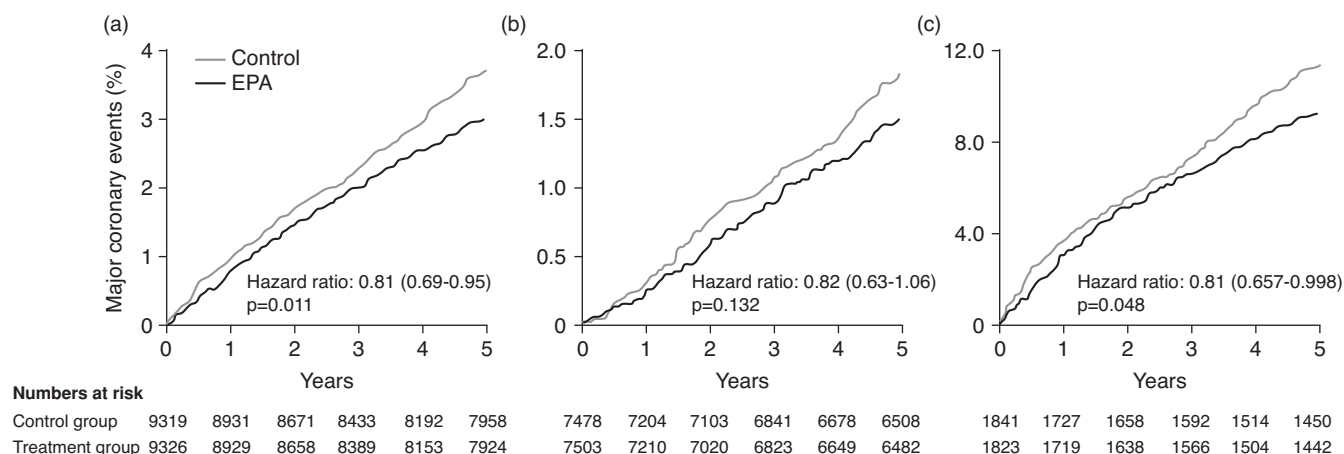 (a)
Major coronary events (%)
4
3
2
1
0
Control
EPA
Hazard ratio: 0.81 (0.69-0.95)
p=0.011
0 1 2 3 4 5
Years
(b)
2.0
1.5
1.0
0.5
0
Hazard ratio: 0.82 (0.63-1.06)
p=0.132
0 1 2 3 4 5
Years
(c)
12.0
8.0
4.0
0
Hazard ratio: 0.81 (0.657-0.998)
p=0.048
0 1 2 3 4 5
Years
Numbers at risk
Control group 9319 8931 8671 8433 8192 7958 7478 7204 7103 6841 6678 6508 1841 1727 1658 1592 1514 1450
Treatment group 9326 8929 8658 8389 8153 7924 7503 7210 7020 6823 6649 6482 1823 1719 1638 1566 1504 1442